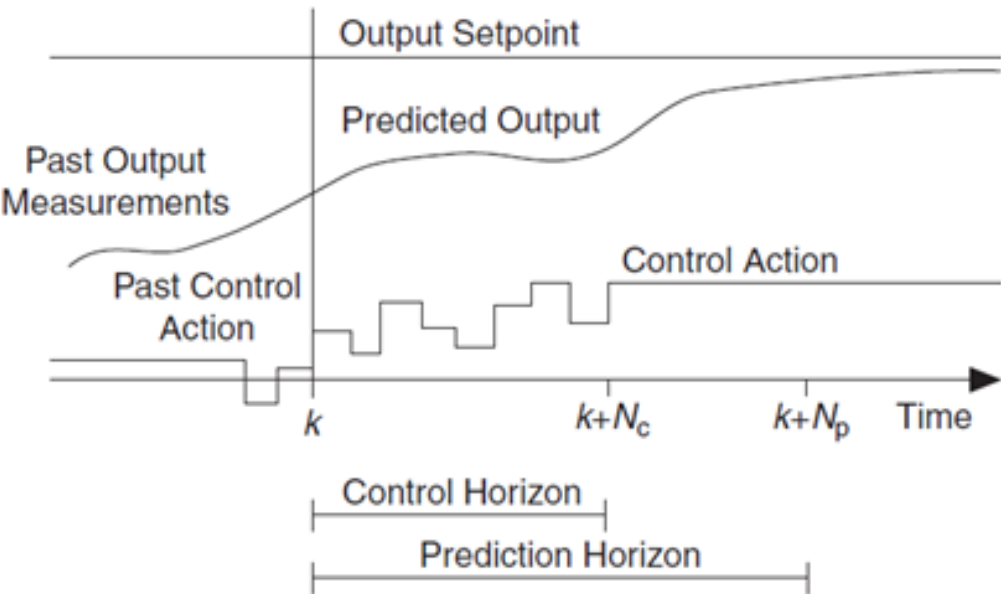 Output Setpoint
Predicted Output
Past Output
Measurements
Control Action
Past Control
Action
k
k+Nc
k+Np
Time
Control Horizon
Prediction Horizon